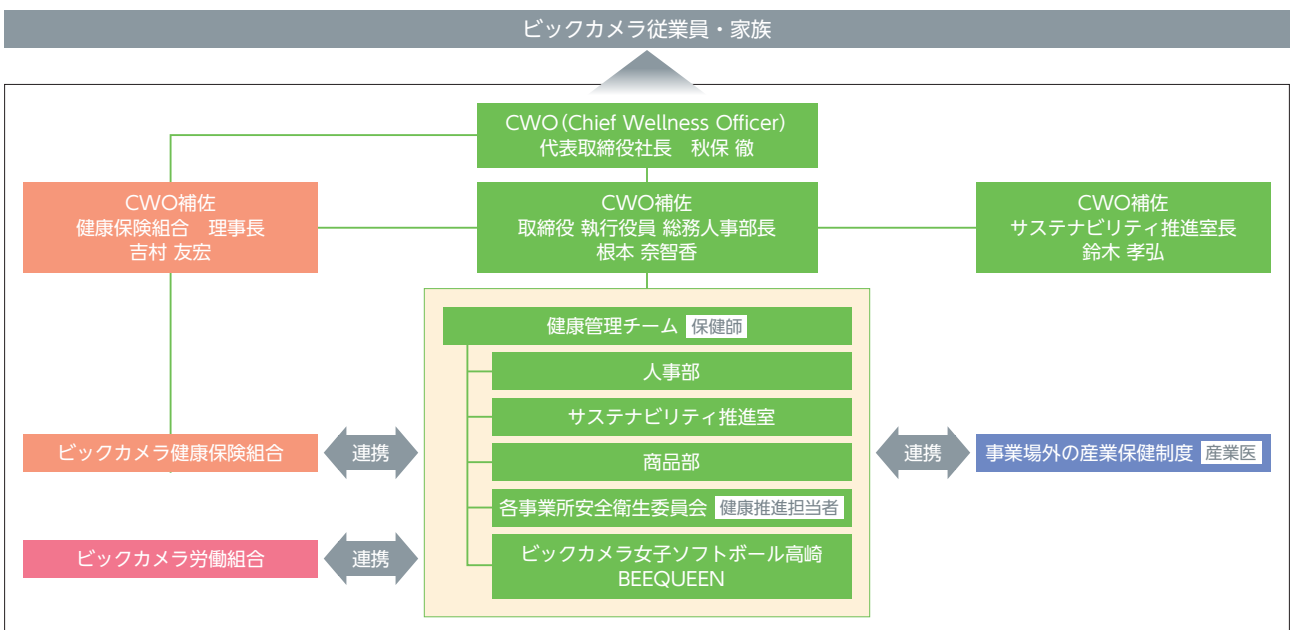 ビックカメラ従業員・家族
CWO(Chief Wellness Officer)
代表取締役社長　秋保 徹
CWO補佐
健康保険組合　理事長
吉村 友宏
CWO補佐
取締役 執行役員 総務人事部長
根本 奈智香
CWO補佐
サステナビリティ推進室長
鈴木 孝弘
健康管理チーム 保健師
人事部
サステナビリティ推進室
商品部
各事業所安全衛生委員会 健康推進担当者
ビックカメラ女子ソフトボール高崎
BEEQUEEN
ビックカメラ健康保険組合
連携
連携
事業場外の産業保健制度 産業医
ビックカメラ労働組合
連携